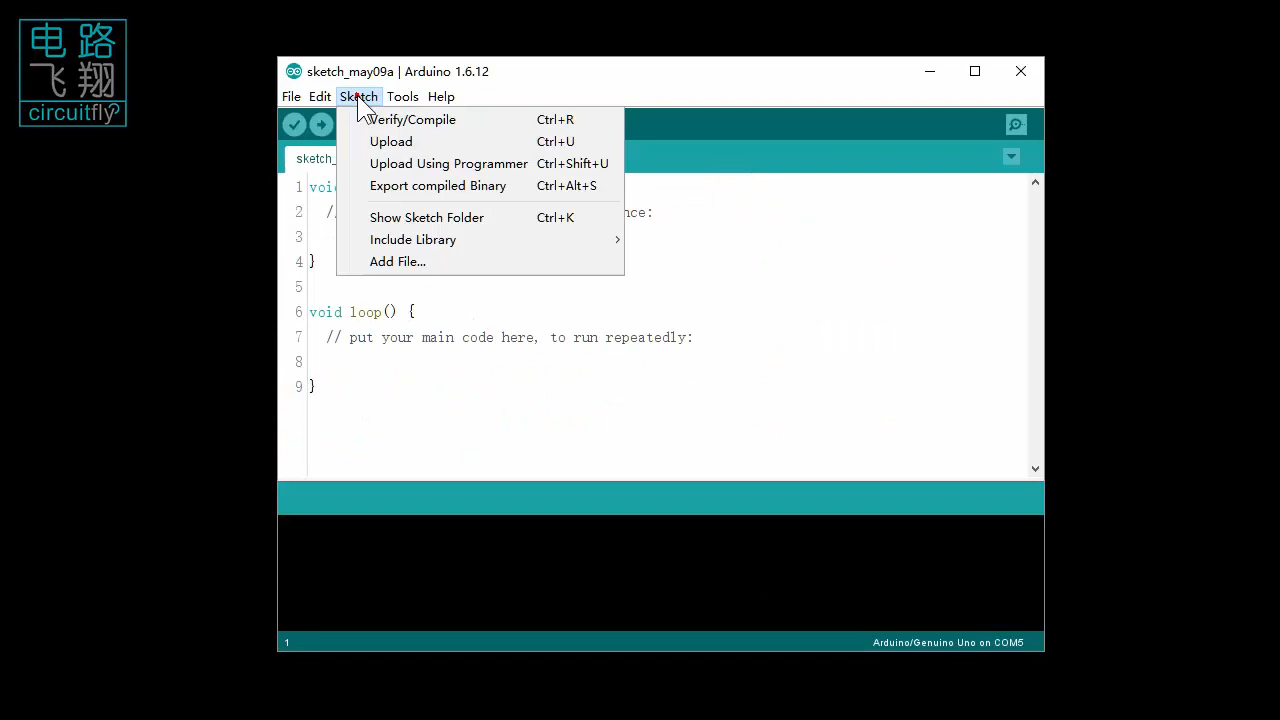 电路
飞翔
circuitfly
sketch_may09a | Arduino 1.6.12
File Edit Sketch Tools Help
Verify/Compile Ctrl+R
Upload Ctrl+U
Upload Using Programmer Ctrl+Shift+U
Export compiled Binary Ctrl+Alt+S
Show Sketch Folder Ctrl+K
Include Library
Add File...
sketch_
1 voi
2 // nce:
3
4 }
5
6 void loop() {
7 // put your main code here, to run repeatedly:
8
9 }
1 Arduino/Genuino Uno on COM5